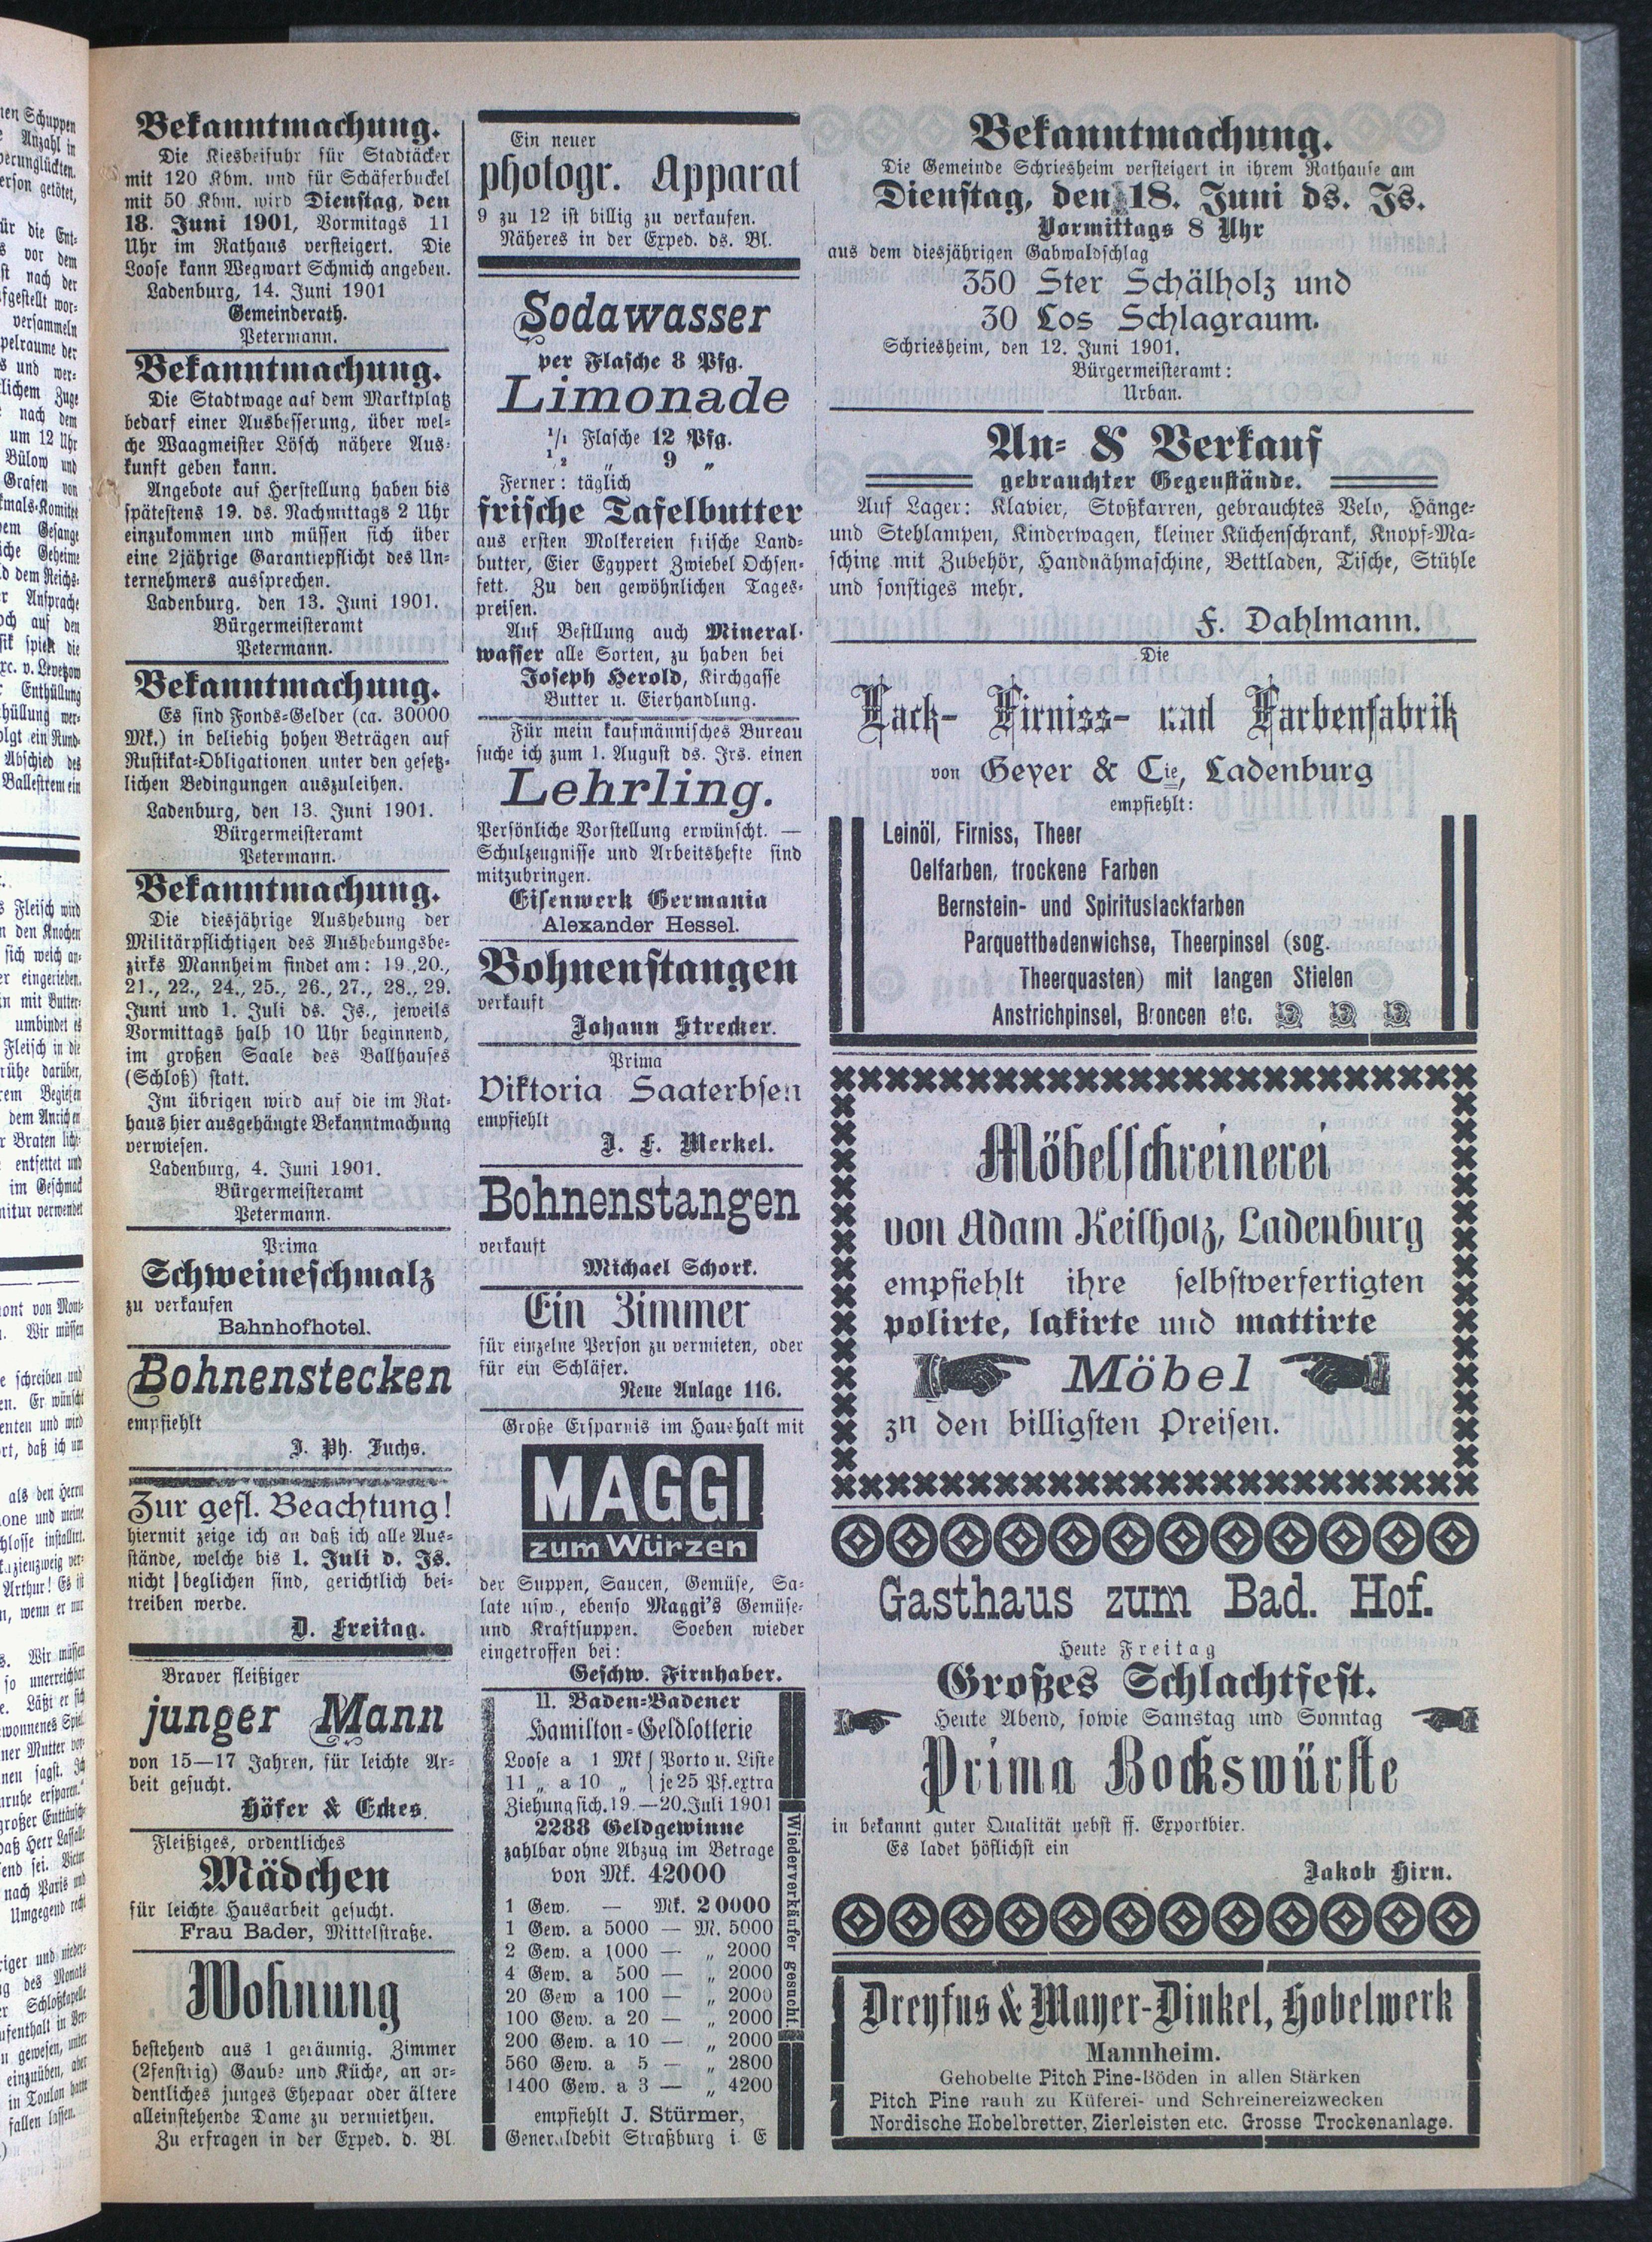 Bekanntmachung.
Die Kiesbeifuhr für Stadtäcker
mit 120 Kbm. und für Schäferbuckel
mit 50 Kbm. wird Dienstag, den
18. Juni 1901, Vormitags 11
Uhr im Rathaus versteigert. Die
Loose kann Wegwart Schmich angeben.
Ladenburg, 14. Juni 1901
Gemeinderath.
Petermann.
Bekanntmachung.
Die Stadtwage auf dem Marktplatz
bedarf einer Ausbesserung, über wel-
che Waagmeister Lösch nähere Aus-
kunft geben kann.
Angebote auf Herstellung haben bis
spätestens 19. ds. Nachmittags 2 Uhr
einzukommen und müssen sich über
eine 2jährige Garantiepflicht des Un-
ternehmers aussprechen.
Ladenburg, den 13. Juni 1901.
Bürgermeisteramt
Petermann.
Bekanntmachung.
Es sind Fonds-Gelder (ca. 30000
Mk.) in beliebig hohen Beträgen auf
Rustikat-Obligationen unter den gesetz-
lichen Bedingungen auszuleihen.
Ladenburg, den 13. Juni 1901.
Bürgermeisteramt
Petermann.
Bekanntmachung.
Die diesjährige Aushebung der
Militärpflichtigen des Aushebungsbe-
zirks Mannheim findet am: 19.,20.,
21., 22., 24., 25., 26., 27., 28., 29.
Juni und 1. Juli ds. Js., jeweils
Vormittags halb 10 Uhr beginnend,
im großen Saale des Ballhauses
(Schloß) statt.
Im übrigen wird auf die im Rat-
haus hier ausgehängte Bekanntmachung
verwiesen.
Ladenburg, 4. Juni 1901.
Bürgermeisteramt
Petermann.
Prima
Schweineschmalz
zu verkaufen
Bahnhofhotel.
Bohnenstecken
empfiehlt
J. Ph. Fuchs.
Zur gefl. Beachtung!
hiermit zeige ich an daß ich alle Aus-
stände, welche bis 1. Juli d. Js.
nicht beglichen sind, gerichtlich bei-
treiben werde.
D. Freitag.
Braver fleißiger
junger Mann
von 15—17 Jahren, für leichte Ar-
beit gesucht.
Höfer & Eckes.
Fleißiges, ordentliches
Mädchen
für leichte Hausarbeit gesucht.
Frau Bader, Mittelstraße.
Wohnung
bestehend aus 1 geräumig. Zimmer
(2fenstrig) Gaube und Küche, an or-
dentliches junges Ehepaar oder ältere
alleinstehende Dame zu vermiethen.
Zu erfragen in der Exped. d. Bl.
Ein neuer
photogr. Apparat
9 zu 12 ist billig zu verkaufen.
Näheres in der Exped. ds. Bl.
Sodawasser
per Flasche 8 Pfg.
Limonade
1/1 Flasche 12 Pfg.
1/2 „ 9 „
Ferner: täglich
frische Tafelbutter
aus ersten Molkereien frische Land-
butter, Eier Egypert Zwiebel Ochsen-
fett. Zu den gewöhnlichen Tages-
preisen.
Auf Bestllung auch Mineral-
wasser alle Sorten, zu haben bei
Joseph Herold, Kirchgasse
Butter u. Eierhandlung.
Für mein kaufmännisches Bureau
suche ich zum 1. August ds. Jrs. einen
Lehrling.
Persönliche Vorstellung erwünscht. —
Schulzeugnisse und Arbeitshefte sind
mitzubringen.
Eisenwerk Germania
Alexander Hessel.
Bohnenstangen
verkauft
Johann Strecker.
Prima
Viktoria Saaterbsen
empfiehlt
J. F. Merkel.
Bohnenstangen
verkauft
Michael Schork.
Ein Zimmer
für einzelne Person zu vermieten, oder
für ein Schläfer.
Neue Anlage 116.
Große Ersparnis im Haushalt mit
MAGGI
zum Würzen
der Suppen, Saucen, Gemüse, Sa-
late usw., ebenso Maggi's Gemüse-
und Kraftsuppen. Soeben wieder
eingetroffen bei:
Geschw. Firnhaber.
11. Baden-Badener
Hamilton-Geldlotterie
Loose a 1 Mk Porto u. Liste
11 „ a 10 „ je 25 Pf. extra
Ziehung sich. 19.—20. Juli 1901
2288 Geldgewinne
zahlbar ohne Abzug im Betrage
von Mk. 42000
1 Gew. — Mk. 20000
1 Gew. a 5000 — M. 5000
2 Gew. a 1000 — „ 2000
4 Gew. a 500 — „ 2000
20 Gew a 100 — „ 2000
100 Gew. a 20 — „ 2000
200 Gew. a 10 — „ 2000
560 Gew. a 5 — „ 2800
1400 Gew. a 3 — „ 4200
empfiehlt J. Stürmer,
Generaldebit Straßburg i. E
Wiederverkäufer gesucht.
Bekanntmachung.
Die Gemeinde Schriesheim versteigert in ihrem Rathause am
Dienstag, den 18. Juni ds. Js.
Vormittags 8 Uhr
aus dem diesjährigen Gabwaldschlag
350 Ster Schälholz und
30 Los Schlagraum.
Schriesheim, den 12. Juni 1901.
Bürgermeisteramt:
Urban.
An- & Verkauf
gebrauchter Gegenstände.
Auf Lager: Klavier, Stoßkarren, gebrauchtes Velo, Hänge-
und Stehlampen, Kinderwagen, kleiner Küchenschrank, Knopf-Ma-
schine mit Zubehör, Handnähmaschine, Bettladen, Tische, Stühle
und sonstiges mehr.
F. Dahlmann.
Die
Lack- Firniss- und Farbenfabrik
von Geyer & Cie, Ladenburg
empfiehlt:
Leinöl, Firniss, Theer
Oelfarben, trockene Farben
Bernstein- und Spirituslackfarben
Parquettbodenwichse, Theerpinsel (sog.
Theerquasten) mit langen Stielen
Anstrichpinsel, Broncen etc.
Möbelschreinerei
von Adam Keilholz, Ladenburg
empfiehlt ihre selbstverfertigten
polirte, lakirte und mattirte
Möbel
zn den billigsten Preisen.
Gasthaus zum Bad. Hof.
Heute Freitag
Großes Schlachtfest.
Heute Abend, sowie Samstag und Sonntag
Prima Bockswürste
in bekannt guter Qualität nebst ff. Exportbier.
Es ladet höflichst ein
Jakob Hirn.
Dreyfus & Mayer-Dinkel, Hobelwerk
Mannheim.
Gehobelte Pitch Pine-Böden in allen Stärken
Pitch Pine rauh zu Küferei- und Schreinereizwecken
Nordische Hobelbretter, Zierleisten etc. Grosse Trockenanlage.